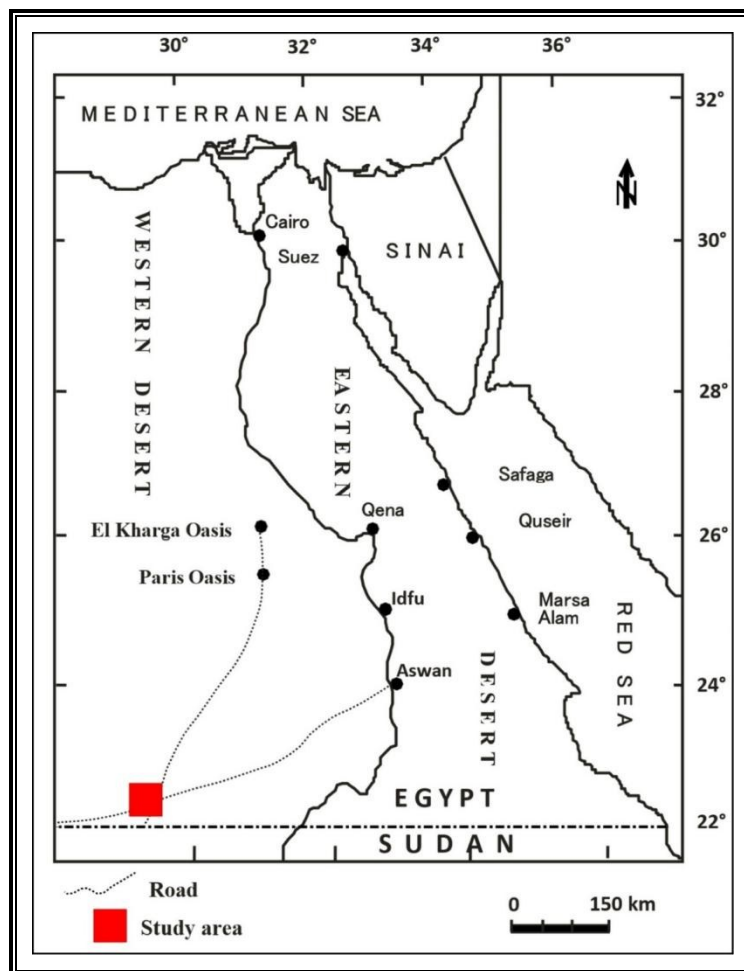 30° 32° 34° 36°
32°
MEDITERRANEAN SEA
N
Cairo
Suez
SINAI
30°
WESTERN DESERT
EASTERN
28°
Safaga
Qena
Quseir
El Kharga Oasis
26°
Paris Oasis
Idfu
Marsa
Alam
RED SEA
Aswan
24°
DESERT
EGYPT
22°
SUDAN
Road
0 150 km
Study area